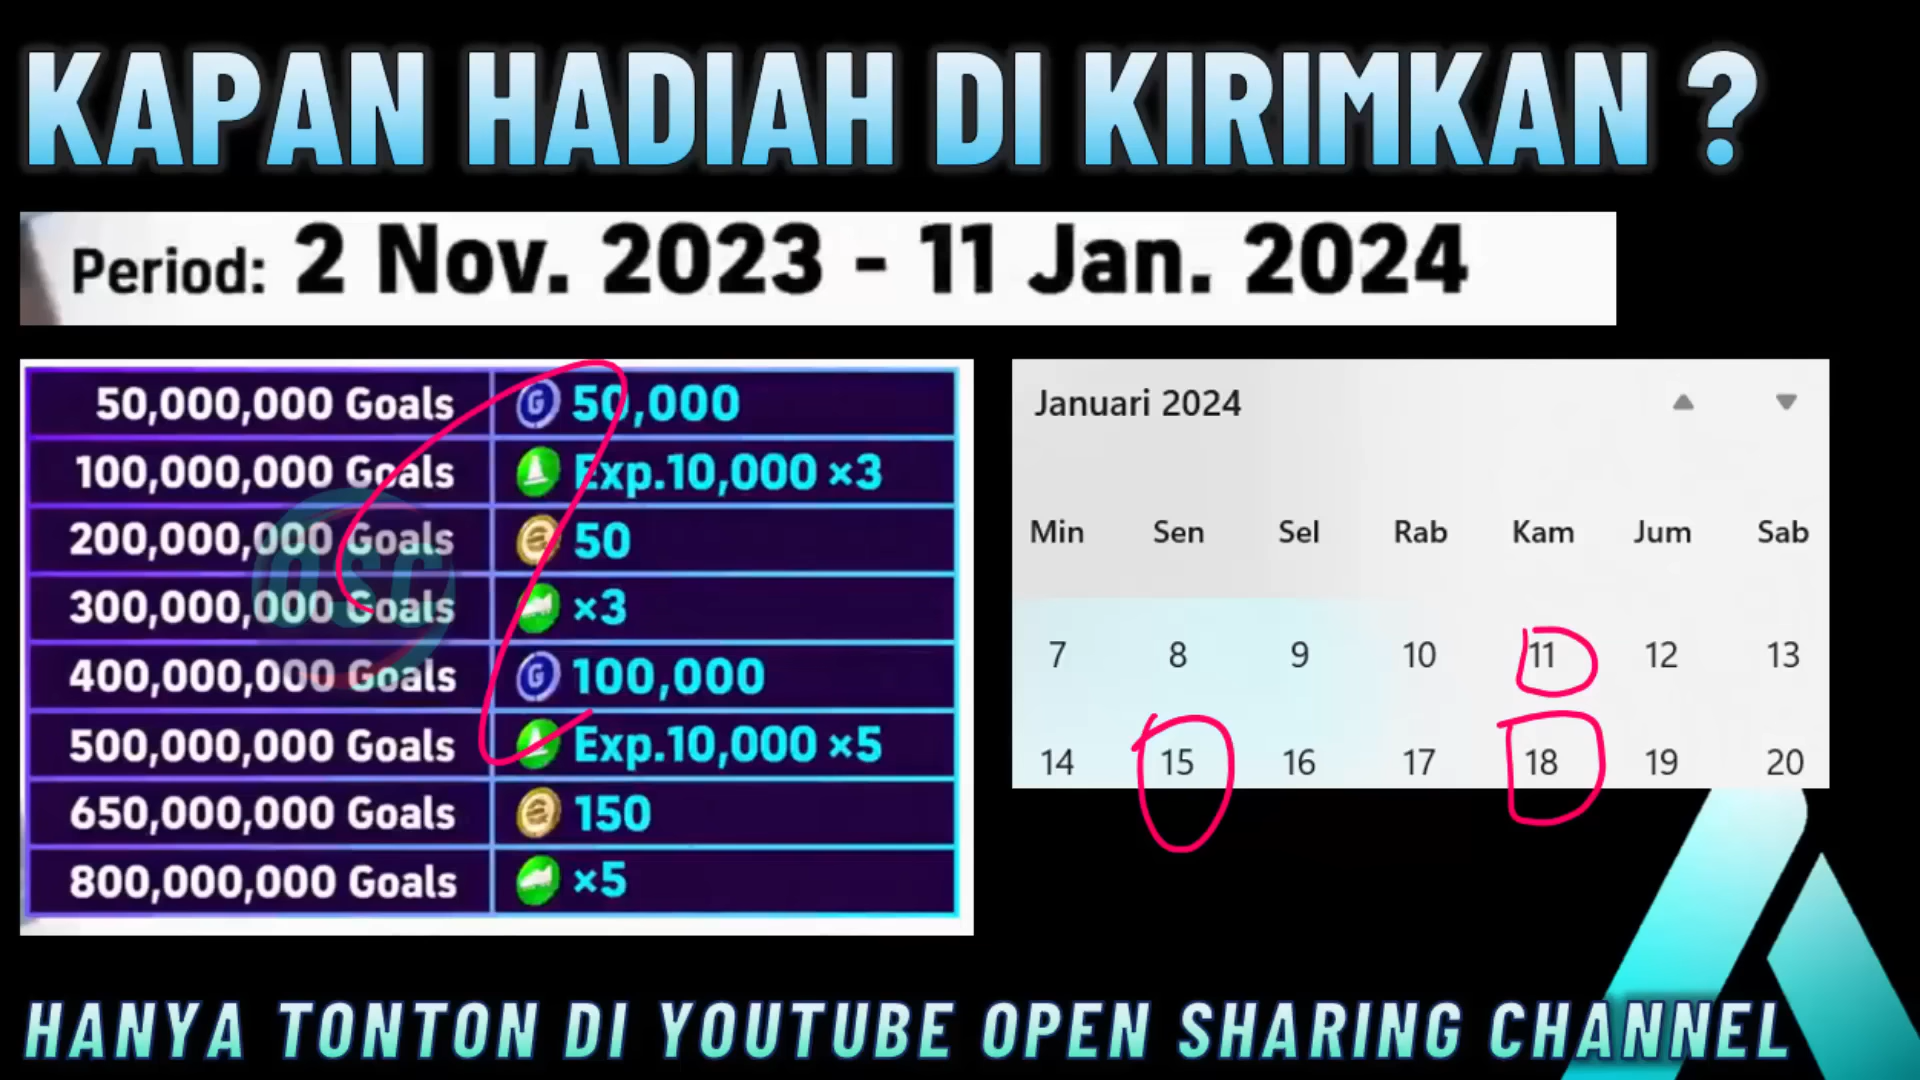 KAPAN HADIAH DI KIRIMKAN ?
Period: 2 Nov. 2023 - 11 Jan. 2024
50,000,000 Goals G 50,000
100,000,000 Goals Exp.10,000 ×3
200,000,000 Goals 50
300,000,000 Goals ×3
400,000,000 Goals G 100,000
500,000,000 Goals Exp.10,000 ×5
650,000,000 Goals 150
800,000,000 Goals ×5
OSC
Januari 2024
Min Sen Sel Rab Kam Jum Sab
7 8 9 10 11 12 13
14 15 16 17 18 19 20
HANYA TONTON DI YOUTUBE OPEN SHARING CHANNEL